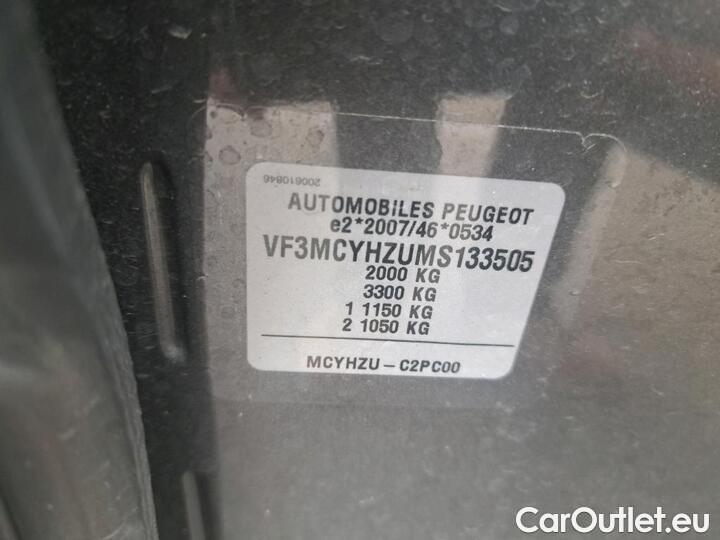 200610846
AUTOMOBILES PEUGEOT
e2*2007/46*0534
VF3MCYHZUMS133505
2000 KG
3300 KG
1 1150 KG
2 1050 KG
MCYHZU-C2PC00
CarOutlet.eu